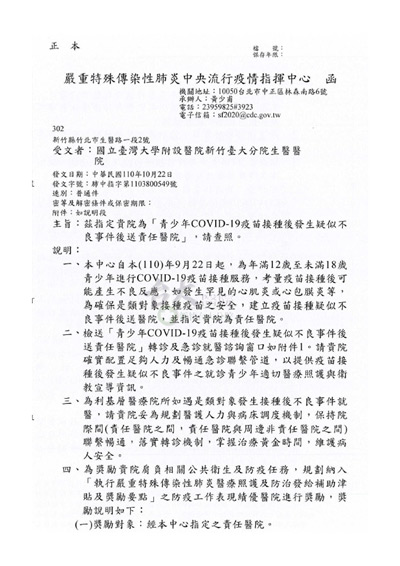 正 本
檔 號：
保存年限：
嚴重特殊傳染性肺炎中央流行疫情指揮中心 函
機關地址：10050台北市中正區林森南路6號
承辦人：黃少甫
電話：23959825#3923
電子信箱：sf2020@cdc.gov.tw
302
新竹縣竹北市生醫路一段2號
受文者：國立臺灣大學附設醫院新竹臺大分院生醫醫
院
發文日期：中華民國110年10月22日
發文字號：肺中指字第1103800549號
速別：普通件
密等及解密條件或保密期限：
附件：如說明段
主旨：茲指定貴院為「青少年COVID-19疫苗接種後發生疑似不
良事件後送責任醫院」，請查照。
說明：
一、本中心自本(110)年9月22日起，為年滿12歲至未滿18歲
青少年進行COVID-19疫苗接種服務，考量疫苗接種後可
能產生不良反應，如發生罕見的心肌炎或心包膜炎等，
為確保是類對象接種疫苗之安全，建立疫苗接種疑似不
良事件後送醫院，並指定貴院為責任醫院。
二、檢送「青少年COVID-19疫苗接種後發生疑似不良事件後
送責任醫院」轉診及急診就醫諮詢窗口如附件1。請貴院
確實配置足夠人力及暢通急診聯繫管道，以提供疫苗接
種後發生疑似不良事件之就診青少年適切醫療照護與衛
教宣導資訊。
三、為利基層醫療院所如遇是類對象發生接種後不良事件就
醫，請貴院妥為規劃醫護人力與病床調度機制，保持院
際間(責任醫院之間，責任醫院與周邊非責任醫院之間)
聯繫暢通，落實轉診機制，掌握治療黃金時間，維護病
人安全。
四、為獎勵貴院肩負相關公共衛生及防疫任務，規劃納入
「執行嚴重特殊傳染性肺炎醫療照護及防治發給補助津
貼及獎勵要點」之防疫工作表現績優醫院進行獎勵，獎
勵說明如下：
(一)獎勵對象：經本中心指定之責任醫院。